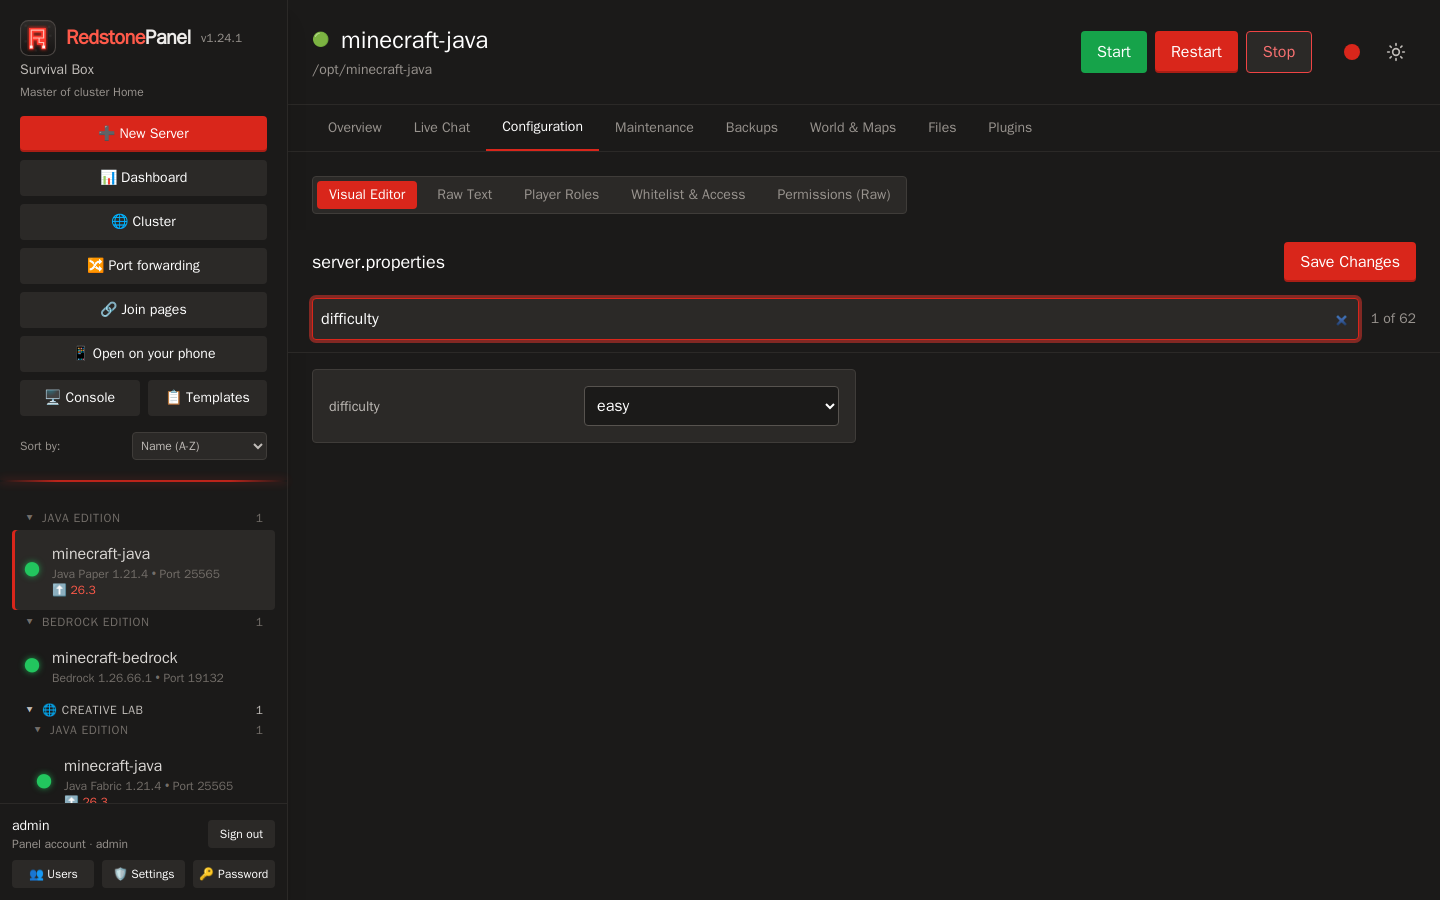 RedstonePanel v1.24.1
Survival Box
Master of cluster Home
➕ New Server
📊 Dashboard
🌐 Cluster
🔀 Port forwarding
🔗 Join pages
📱 Open on your phone
🖥️ Console
📋 Templates
Sort by:
Name (A-Z)
▼ JAVA EDITION 1
minecraft-java
Java Paper 1.21.4 • Port 25565
⬆️ 26.3
▼ BEDROCK EDITION 1
minecraft-bedrock
Bedrock 1.26.66.1 • Port 19132
▼ 🌐 CREATIVE LAB 1
▼ JAVA EDITION 1
minecraft-java
Java Fabric 1.21.4 • Port 25565
⬆️ 26.3
admin
Panel account · admin
Sign out
👥 Users
🛡️ Settings
🔑 Password
minecraft-java
/opt/minecraft-java
Start
Restart
Stop
Overview
Live Chat
Configuration
Maintenance
Backups
World & Maps
Files
Plugins
Visual Editor
Raw Text
Player Roles
Whitelist & Access
Permissions (Raw)
server.properties
Save Changes
difficulty
1 of 62
difficulty
easy